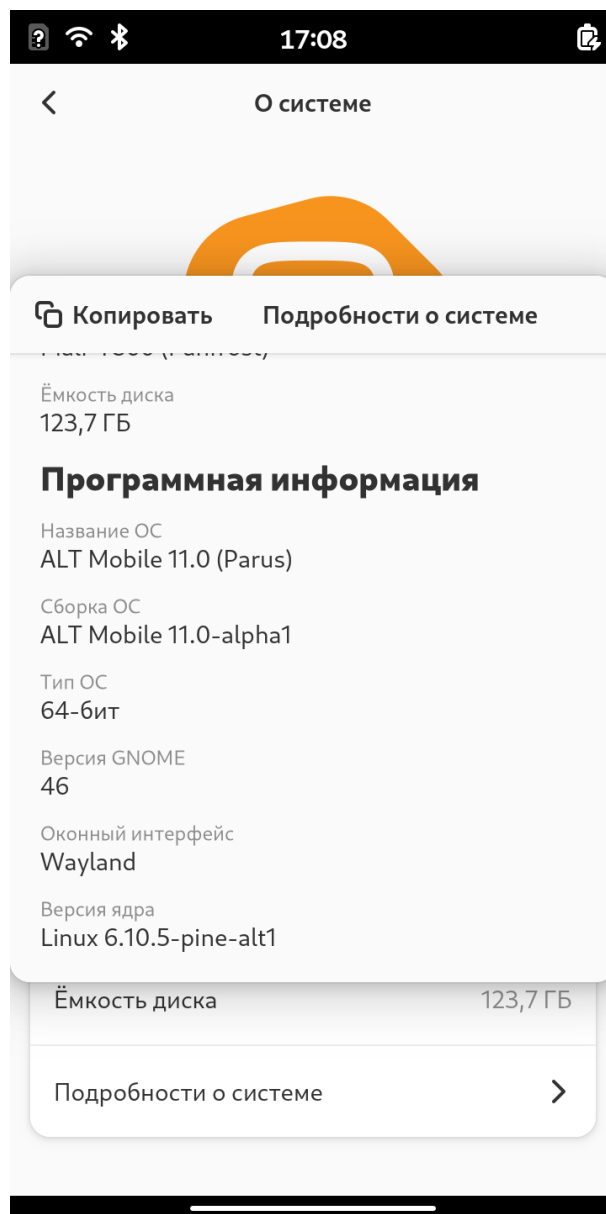 17:08
О системе
Копировать
Подробности о системе
Ёмкость диска
123,7 ГБ
Программная информация
Название ОС
ALT Mobile 11.0 (Parus)
Сборка ОС
ALT Mobile 11.0-alpha1
Тип ОС
64-бит
Версия GNOME
46
Оконный интерфейс
Wayland
Версия ядра
Linux 6.10.5-pine-alt1
Ёмкость диска
123,7 ГБ
Подробности о системе